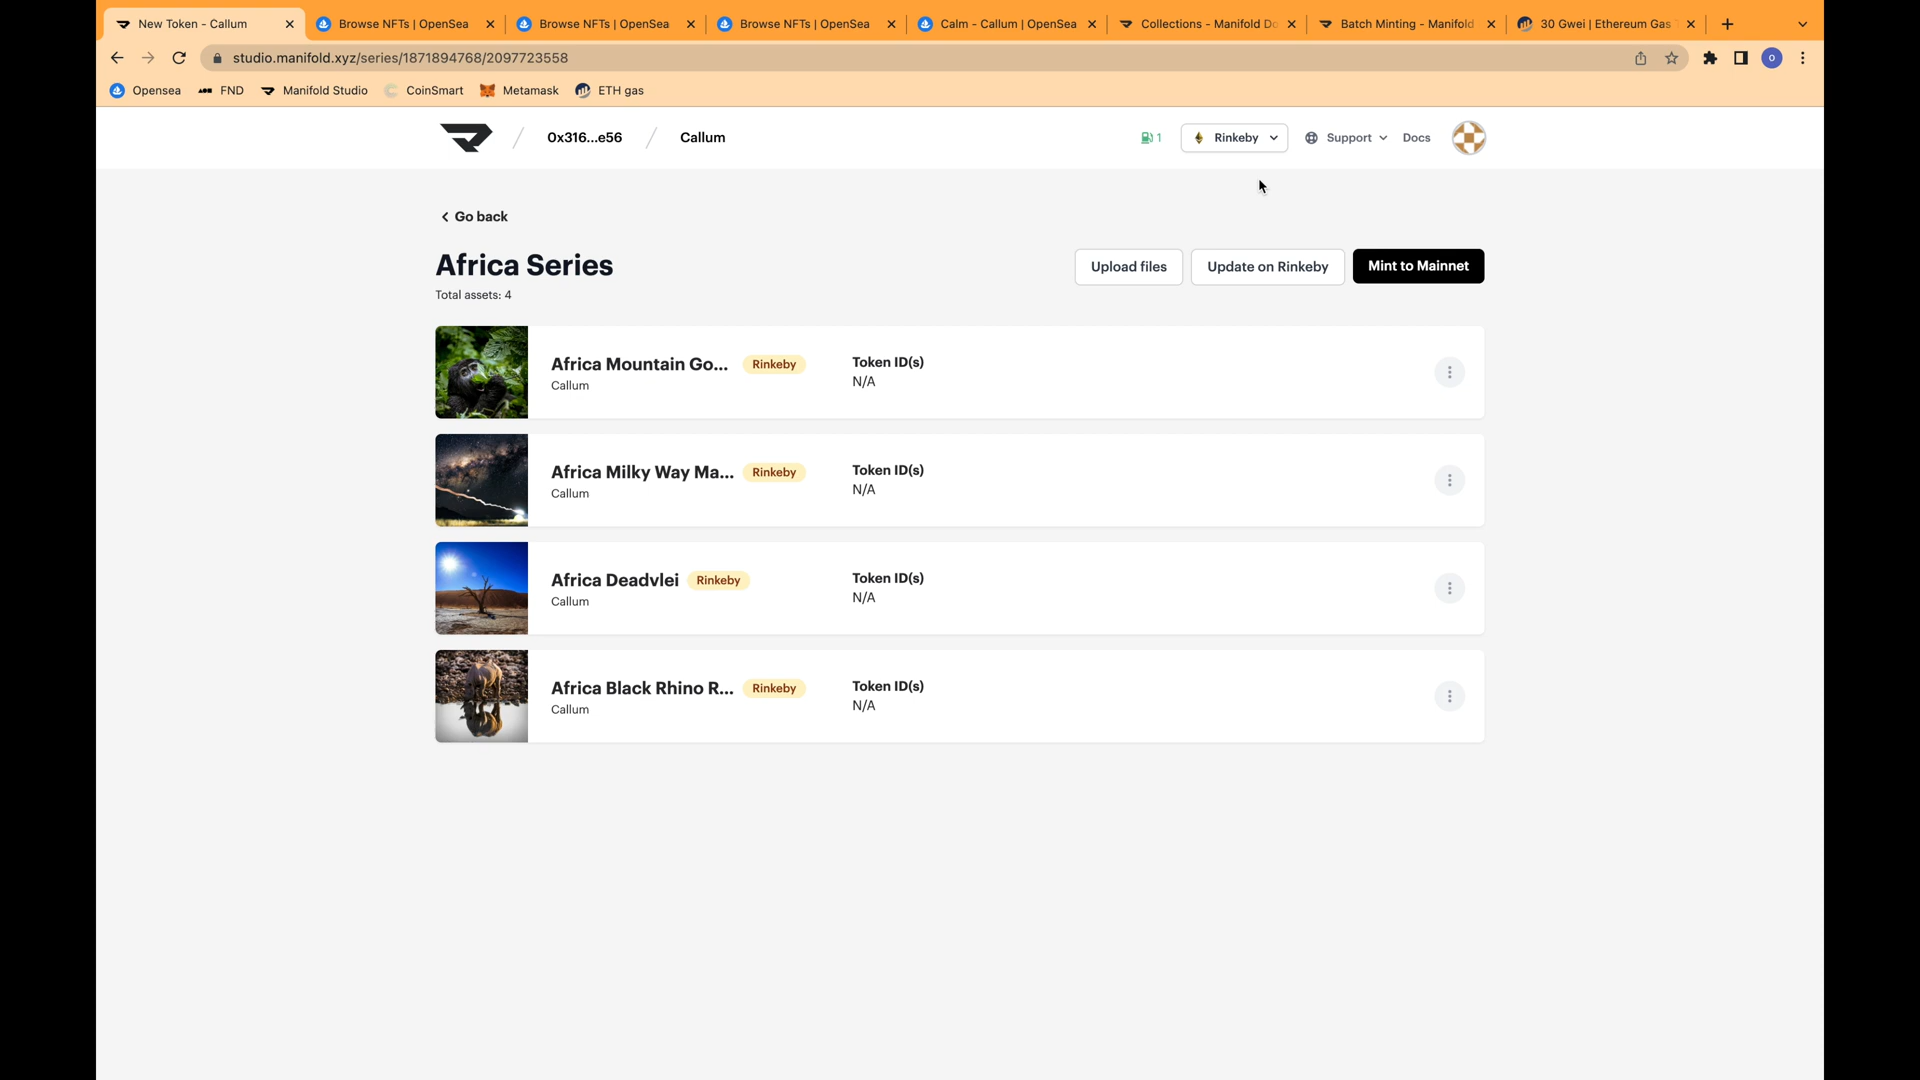 New Token - Callum
Browse NFTs | OpenSea
Browse NFTs | OpenSea
Browse NFTs | OpenSea
Calm - Callum | OpenSea
Collections - Manifold Do
Batch Minting - Manifold
30 Gwei | Ethereum Gas
studio.manifold.xyz/series/1871894768/2097723558
O
Opensea
FND
Manifold Studio
CoinSmart
Metamask
ETH gas
0x316...e56
Callum
1
Rinkeby
Support
Docs
Go back
Africa Series
Total assets: 4
Upload files
Update on Rinkeby
Mint to Mainnet
Africa Mountain Go...
Rinkeby
Callum
Token ID(s)
N/A
Africa Milky Way Ma...
Rinkeby
Callum
Token ID(s)
N/A
Africa Deadvlei
Rinkeby
Callum
Token ID(s)
N/A
Africa Black Rhino R...
Rinkeby
Callum
Token ID(s)
N/A